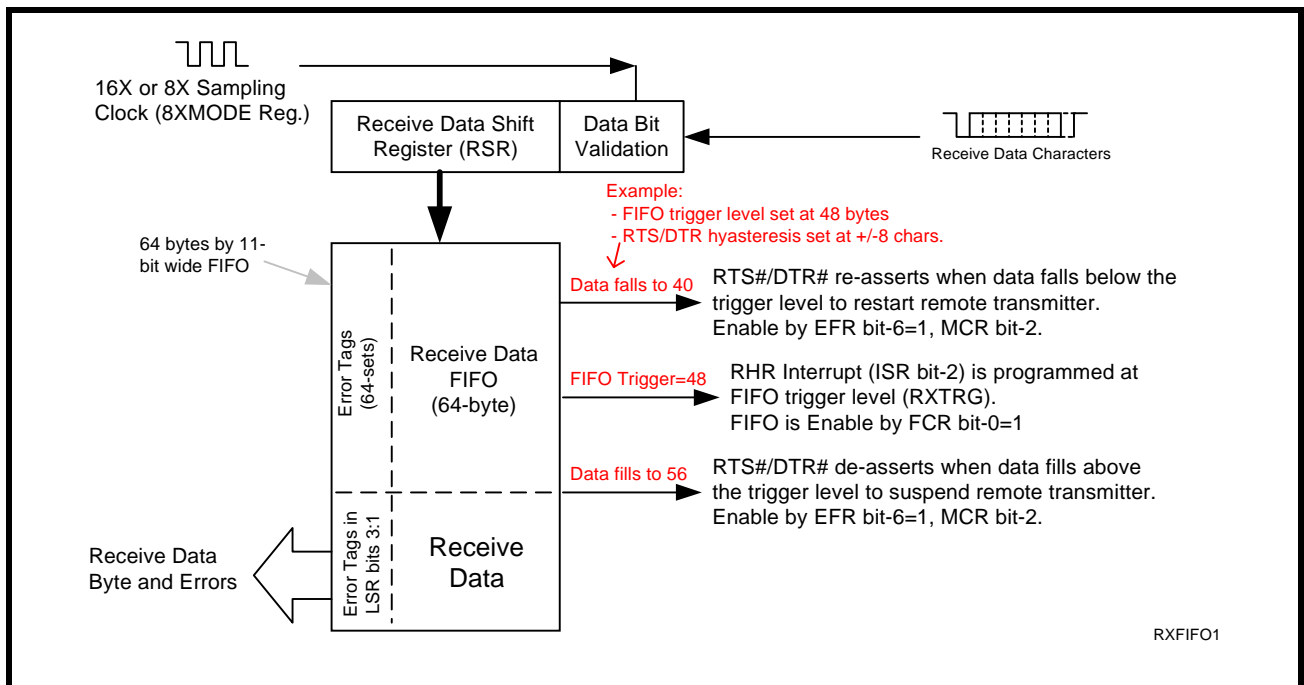 16X or 8X Sampling
Clock (8XMODE Reg.)
Receive Data Shift
Register (RSR)
Data Bit
Validation
Receive Data Characters
Example:
- FIFO trigger level set at 48 bytes
- RTS/DTR hyasteresis set at +/-8 chars.
64 bytes by 11-
bit wide FIFO
Data falls to 40
RTS#/DTR# re-asserts when data falls below the
trigger level to restart remote transmitter.
Enable by EFR bit-6=1, MCR bit-2.
Error Tags
(64-sets)
Receive Data
FIFO
(64-byte)
FIFO Trigger=48
RHR Interrupt (ISR bit-2) is programmed at
FIFO trigger level (RXTRG).
FIFO is Enable by FCR bit-0=1
Data fills to 56
RTS#/DTR# de-asserts when data fills above
the trigger level to suspend remote transmitter.
Enable by EFR bit-6=1, MCR bit-2.
Receive Data
Byte and Errors
Error Tags in
LSR bits 3:1
Receive
Data
RXFIFO1